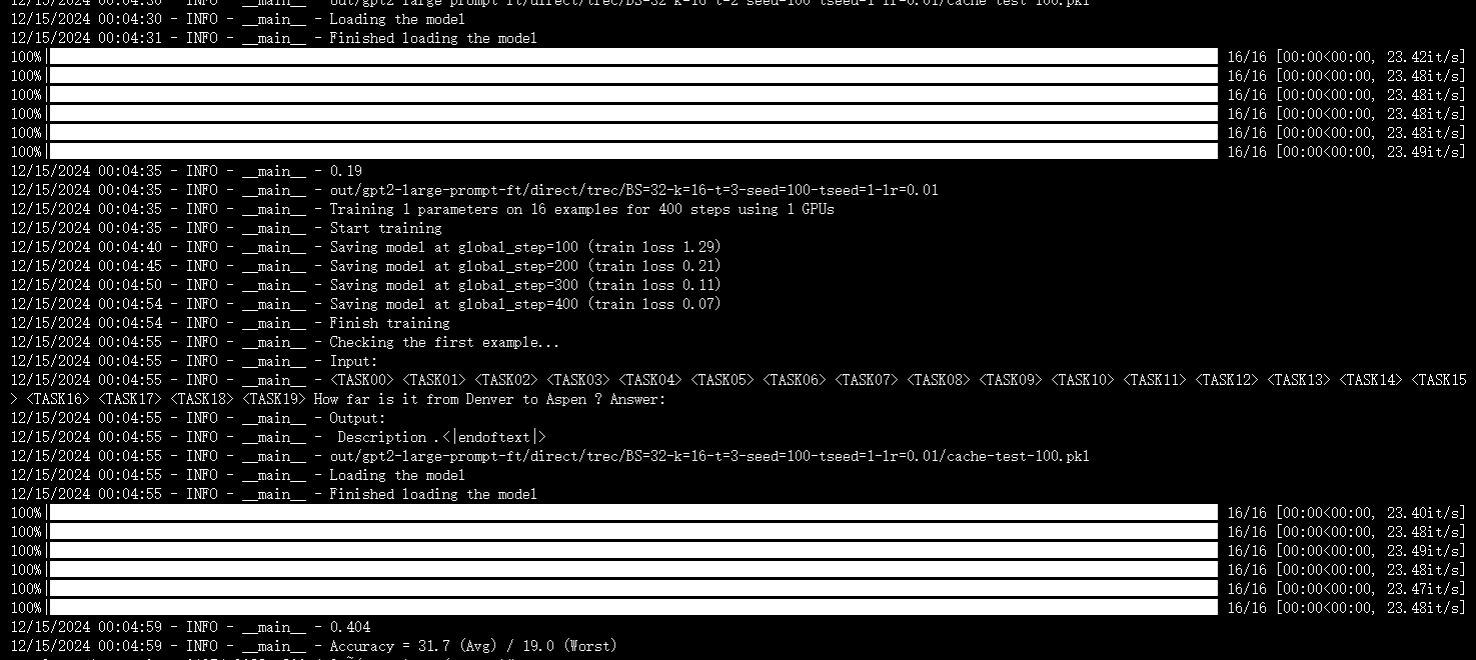 12/15/2024 00:04:30 - INFO - __main__ - out/gpt2-large-prompt-ft/direct/trec/BS=32-k=16-t=2-seed=100-tseed=1-lr=0.01/cache-test-100.pkl
12/15/2024 00:04:30 - INFO - __main__ - Loading the model
12/15/2024 00:04:31 - INFO - __main__ - Finished loading the model
100% 16/16 [00:00<00:00, 23.42it/s]
100% 16/16 [00:00<00:00, 23.48it/s]
100% 16/16 [00:00<00:00, 23.48it/s]
100% 16/16 [00:00<00:00, 23.48it/s]
100% 16/16 [00:00<00:00, 23.48it/s]
100% 16/16 [00:00<00:00, 23.49it/s]
12/15/2024 00:04:35 - INFO - __main__ - 0.19
12/15/2024 00:04:35 - INFO - __main__ - out/gpt2-large-prompt-ft/direct/trec/BS=32-k=16-t=3-seed=100-tseed=1-lr=0.01
12/15/2024 00:04:35 - INFO - __main__ - Training 1 parameters on 16 examples for 400 steps using 1 GPUs
12/15/2024 00:04:35 - INFO - __main__ - Start training
12/15/2024 00:04:40 - INFO - __main__ - Saving model at global_step=100 (train loss 1.29)
12/15/2024 00:04:45 - INFO - __main__ - Saving model at global_step=200 (train loss 0.21)
12/15/2024 00:04:50 - INFO - __main__ - Saving model at global_step=300 (train loss 0.11)
12/15/2024 00:04:54 - INFO - __main__ - Saving model at global_step=400 (train loss 0.07)
12/15/2024 00:04:54 - INFO - __main__ - Finish training
12/15/2024 00:04:55 - INFO - __main__ - Checking the first example...
12/15/2024 00:04:55 - INFO - __main__ - Input:
12/15/2024 00:04:55 - INFO - __main__ - <TASK00> <TASK01> <TASK02> <TASK03> <TASK04> <TASK05> <TASK06> <TASK07> <TASK08> <TASK09> <TASK10> <TASK11> <TASK12> <TASK13> <TASK14> <TASK15
> <TASK16> <TASK17> <TASK18> <TASK19> How far is it from Denver to Aspen ? Answer:
12/15/2024 00:04:55 - INFO - __main__ - Output:
12/15/2024 00:04:55 - INFO - __main__ -  Description .<|endoftext|>
12/15/2024 00:04:55 - INFO - __main__ - out/gpt2-large-prompt-ft/direct/trec/BS=32-k=16-t=3-seed=100-tseed=1-lr=0.01/cache-test-100.pkl
12/15/2024 00:04:55 - INFO - __main__ - Loading the model
12/15/2024 00:04:55 - INFO - __main__ - Finished loading the model
100% 16/16 [00:00<00:00, 23.40it/s]
100% 16/16 [00:00<00:00, 23.48it/s]
100% 16/16 [00:00<00:00, 23.49it/s]
100% 16/16 [00:00<00:00, 23.48it/s]
100% 16/16 [00:00<00:00, 23.47it/s]
100% 16/16 [00:00<00:00, 23.48it/s]
12/15/2024 00:04:59 - INFO - __main__ - 0.404
12/15/2024 00:04:59 - INFO - __main__ - Accuracy = 31.7 (Avg) / 19.0 (Worst)